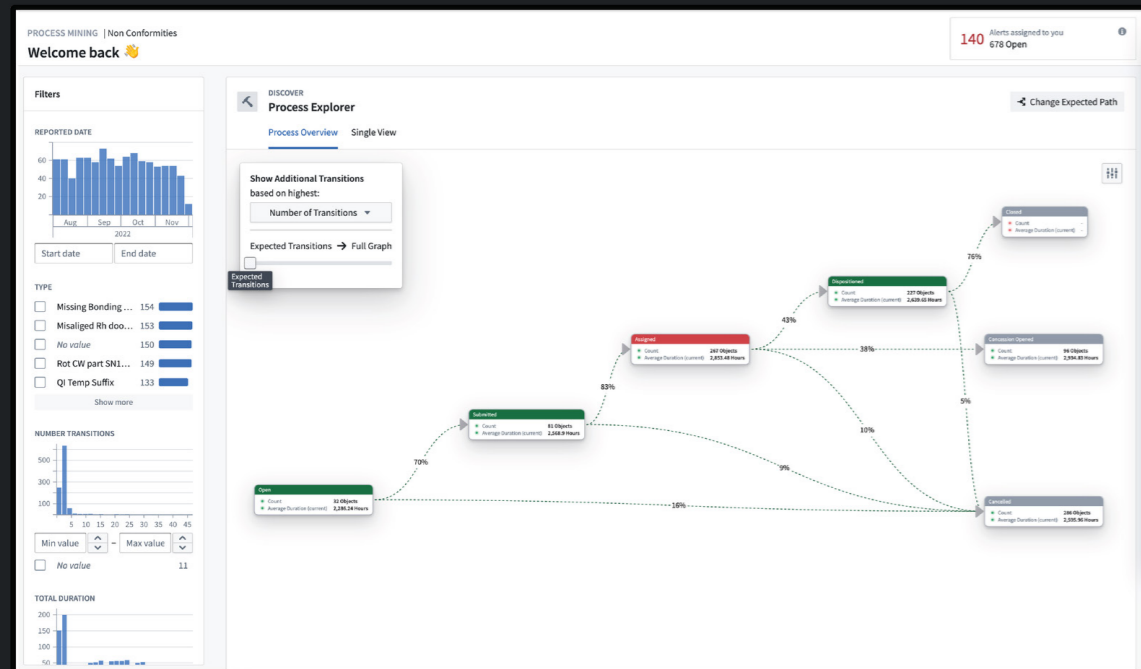 PROCESS MINING | Non Conformities
Welcome back 👋
140 Alerts assigned to you
678 Open
Filters
REPORTED DATE
60
40
20
Aug Sep Oct Nov
2022
Start date End date
TYPE
Missing Bonding ... 154
Misaliged Rh doo... 153
No value 150
Rot CW part SN1... 149
QI Temp Suffix 133
Show more
NUMBER TRANSITIONS
500
300
100
5 10 15 20 25 30 35 40 45
Min value – Max value
No value 11
TOTAL DURATION
200
150
100
50
DISCOVER
Process Explorer
Change Expected Path
Process Overview Single View
Show Additional Transitions
based on highest:
Number of Transitions
Expected Transitions → Full Graph
Expected
Transitions
Closed
Count -
Average Duration (current) -
76%
Dispositioned
Count 227 Objects
Average Duration (current) 2,629.65 Hours
43%
Assigned
Count 267 Objects
Average Duration (current) 2,853.48 Hours
38%
Concession Opened
Count 98 Objects
Average Duration (current) 2,934.83 Hours
83%
5%
Submitted
Count 81 Objects
Average Duration (current) 2,568.9 Hours
10%
70%
9%
Open
Count 32 Objects
Average Duration (current) 2,286.24 Hours
16%
Cancelled
Count 286 Objects
Average Duration (current) 2,935.96 Hours